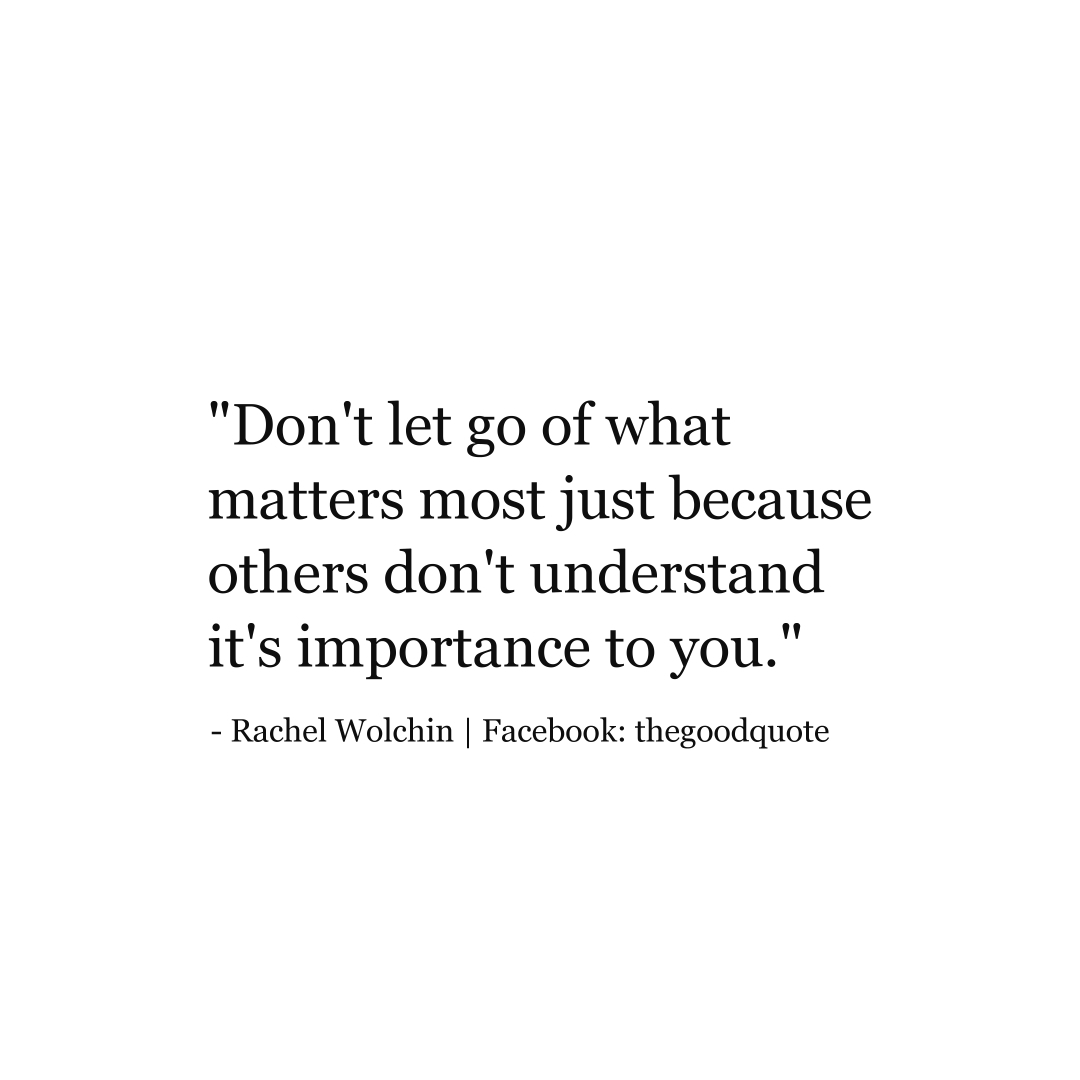 "Don't let go of what
matters most just because
others don't understand
it's importance to you."
- Rachel Wolchin | Facebook: thegoodquote